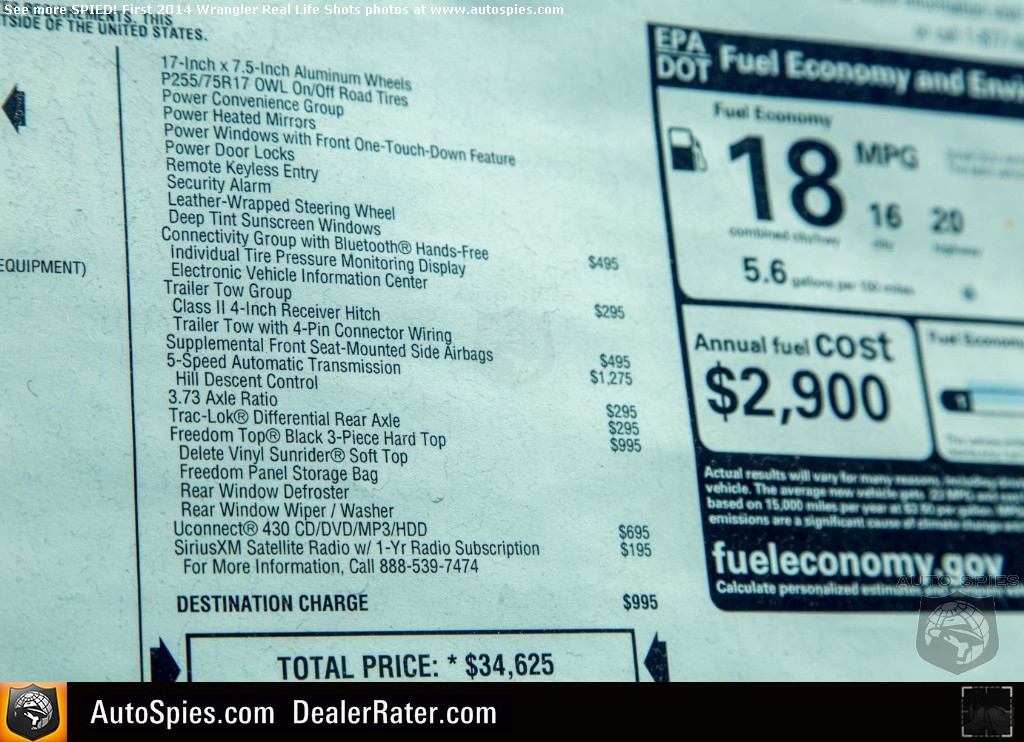 See more SPIED! First 2014 Wrangler Real Life Shots photos at www.autospies.com
THIS
TSIDE OF THE UNITED STATES.
17-Inch x 7.5-Inch Aluminum Wheels
P255/75R17 OWL On/Off Road Tires
Power Convenience Group
Power Heated Mirrors
Power Windows with Front One-Touch-Down Feature
Power Door Locks
Remote Keyless Entry
Security Alarm
Leather-Wrapped Steering Wheel
Deep Tint Sunscreen Windows
Connectivity Group with Bluetooth® Hands-Free $495
Individual Tire Pressure Monitoring Display
Electronic Vehicle Information Center
EQUIPMENT)
Trailer Tow Group $295
Class II 4-Inch Receiver Hitch
Trailer Tow with 4-Pin Connector Wiring
Supplemental Front Seat-Mounted Side Airbags $495
5-Speed Automatic Transmission $1,275
Hill Descent Control
3.73 Axle Ratio $295
Trac-Lok® Differential Rear Axle $295
Freedom Top® Black 3-Piece Hard Top $995
Delete Vinyl Sunrider® Soft Top
Freedom Panel Storage Bag
Rear Window Defroster
Rear Window Wiper / Washer
Uconnect® 430 CD/DVD/MP3/HDD $695
SiriusXM Satellite Radio w/ 1-Yr Radio Subscription $195
For More Information, Call 888-539-7474
DESTINATION CHARGE $995
TOTAL PRICE: * $34,625
EPA
DOT
Fuel Economy and Envi
Fuel Economy
18 MPG
16 20
combined city/hwy city highway
5.6 gallons per 100 miles
Annual fuel COST
$2,900
Fuel Economy
Actual results will vary for many reasons, including
vehicle. The average new vehicle gets
based on 15,000 miles per year at
emissions are a significant cause of climate change
fueleconomy.gov
Calculate personalized estimates
AUTO SPIES
AutoSpies.com DealerRater.com